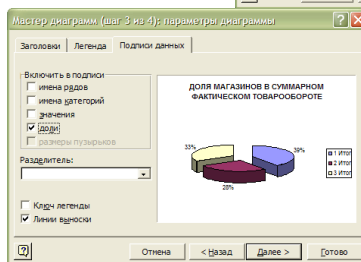 Мастер диаграмм (шаг 3 из 4): параметры диаграммы
Заголовки Легенда Подписи данных
Включить в подписи
имена рядов
имена категорий
значения
доли
размеры пузырьков
Разделитель:
Ключ легенды
Линии выноски
ДОЛЯ МАГАЗИНОВ В СУММАРНОМ
ФАКТИЧЕСКОМ ТОВАРООБОРОТЕ
33%
39%
28%
1 Итог
2 Итог
3 Итог
Отмена < Назад Далее > Готово